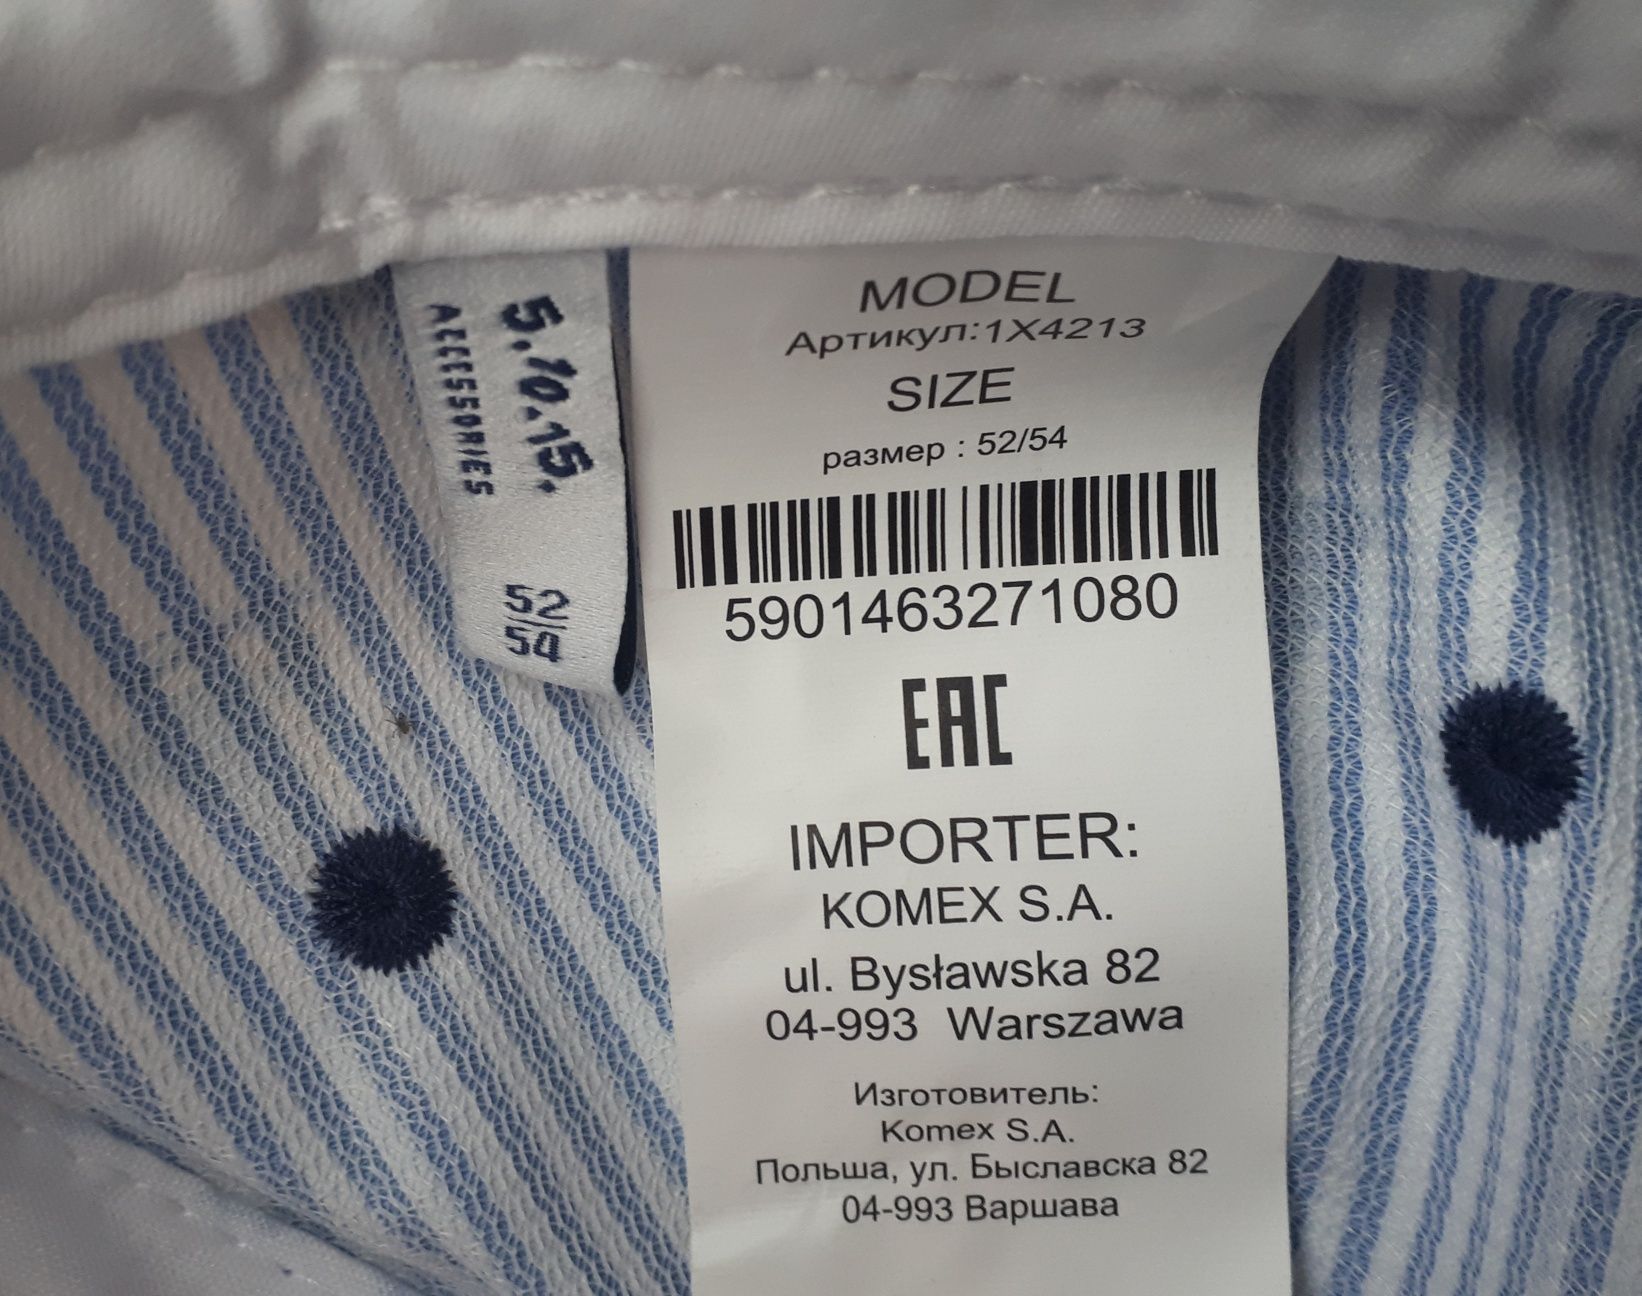 5.10.15.
ACCESSORIES
52/
54
MODEL
Артикул:1X4213
SIZE
размер : 52/54
5901463271080
EAC
IMPORTER:
KOMEX S.A.
ul. Bysławska 82
04-993 Warszawa
Изготовитель:
Komex S.A.
Польша, ул. Быславска 82
04-993 Варшава